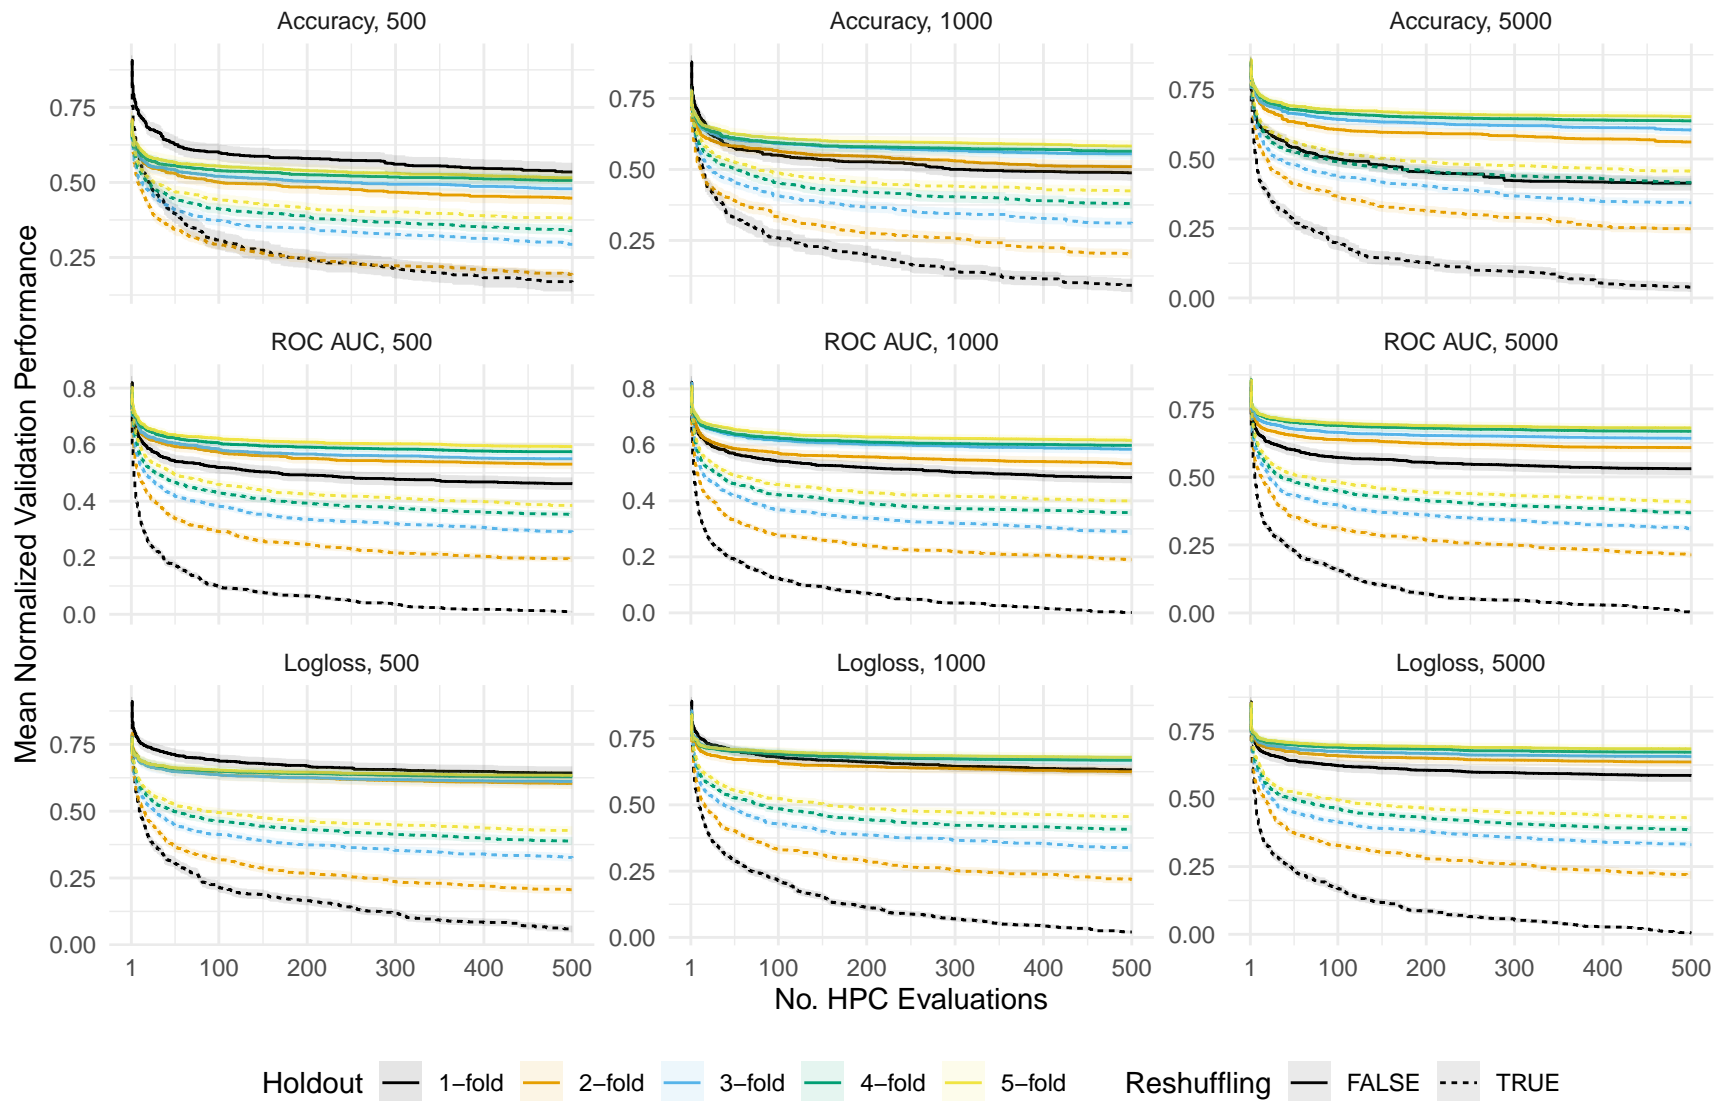 Accuracy, 500
Accuracy, 1000
Accuracy, 5000
0.75
0.50
0.25
0.75
0.50
0.25
0.75
0.50
0.25
0.00
ROC AUC, 500
ROC AUC, 1000
ROC AUC, 5000
0.8
0.6
0.4
0.2
0.0
0.8
0.6
0.4
0.2
0.0
0.75
0.50
0.25
0.00
Logloss, 500
Logloss, 1000
Logloss, 5000
0.75
0.50
0.25
0.00
0.75
0.50
0.25
0.00
0.75
0.50
0.25
0.00
1 100 200 300 400 500
1 100 200 300 400 500
1 100 200 300 400 500
Mean Normalized Validation Performance
No. HPC Evaluations
Holdout 1−fold 2−fold 3−fold 4−fold 5−fold Reshuffling FALSE TRUE